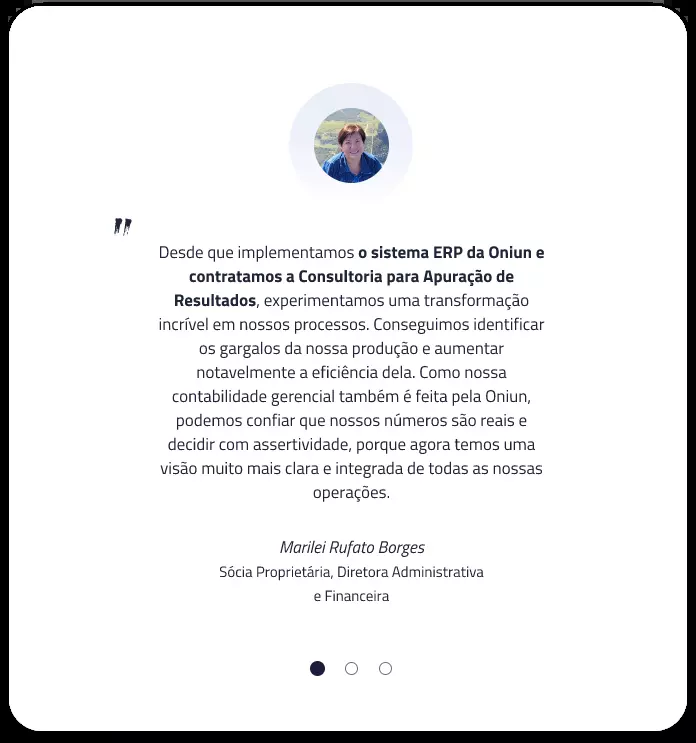 "
Desde que implementamos o sistema ERP da Oniun e
contratamos a Consultoria para Apuração de
Resultados, experimentamos uma transformação
incrível em nossos processos. Conseguimos identificar
os gargalos da nossa produção e aumentar
notavelmente a eficiência dela. Como nossa
contabilidade gerencial também é feita pela Oniun,
podemos confiar que nossos números são reais e
decidir com assertividade, porque agora temos uma
visão muito mais clara e integrada de todas as nossas
operações.
Marilei Rufato Borges
Sócia Proprietária, Diretora Administrativa
e Financeira